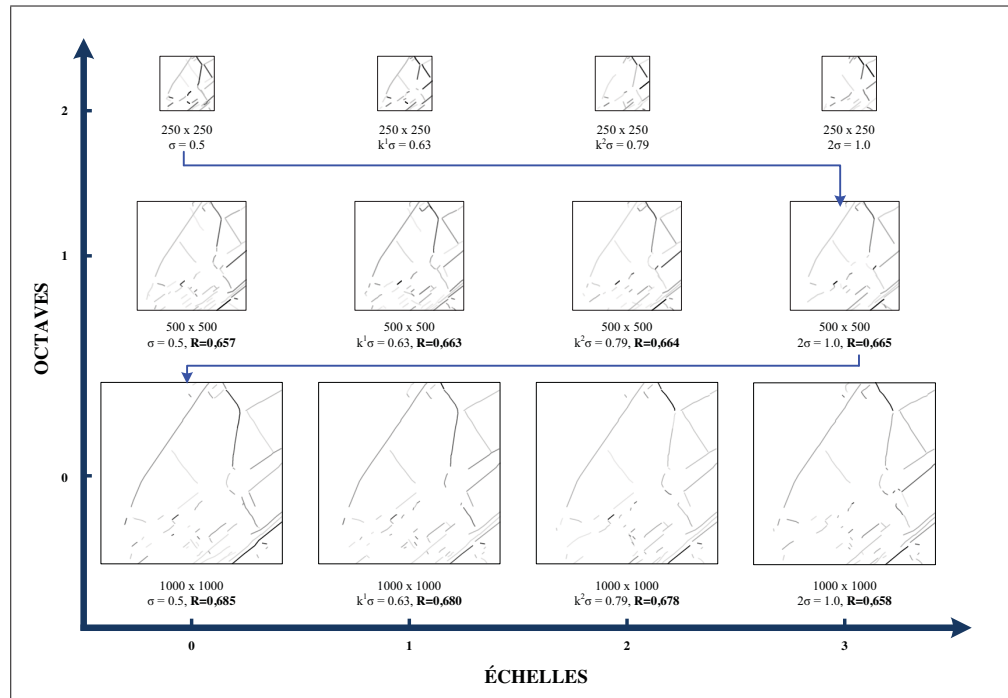 2
250 x 250
σ = 0.5
250 x 250
k¹σ = 0.63
250 x 250
k²σ = 0.79
250 x 250
2σ = 1.0
1
OCTAVES
500 x 500
σ = 0.5, R=0,657
500 x 500
k¹σ = 0.63, R=0,663
500 x 500
k²σ = 0.79, R=0,664
500 x 500
2σ = 1.0, R=0,665
0
1000 x 1000
σ = 0.5, R=0,685
1000 x 1000
k¹σ = 0.63, R=0,680
1000 x 1000
k²σ = 0.79, R=0,678
1000 x 1000
2σ = 1.0, R=0,658
0
1
2
3
ÉCHELLES